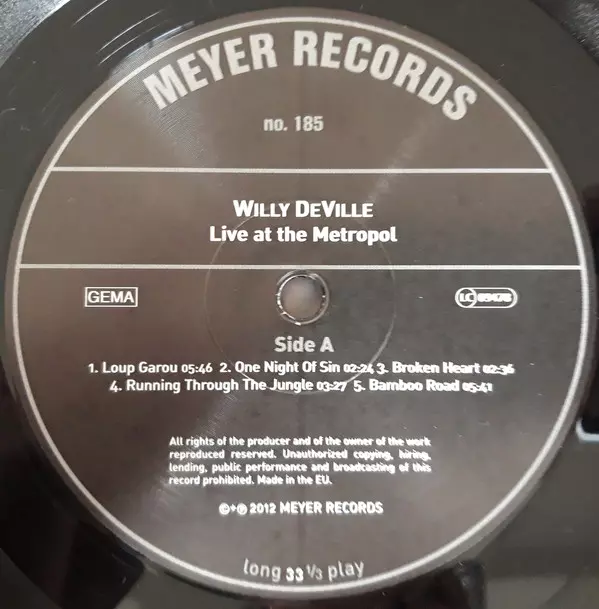 MEYER RECORDS
no. 185
WILLY DEVILLE
Live at the Metropol
GEMA
LC 09478
Side A
1. Loup Garou 05:46 2. One Night Of Sin 02:24 3. Broken Heart 02:36
4. Running Through The Jungle 03:27 5. Bamboo Road 05:41
All rights of the producer and of the owner of the work
reproduced reserved. Unauthorized copying, hiring,
lending, public performance and broadcasting of this
record prohibited. Made in the EU.
©+℗ 2012 MEYER RECORDS
long 33 1/3 play